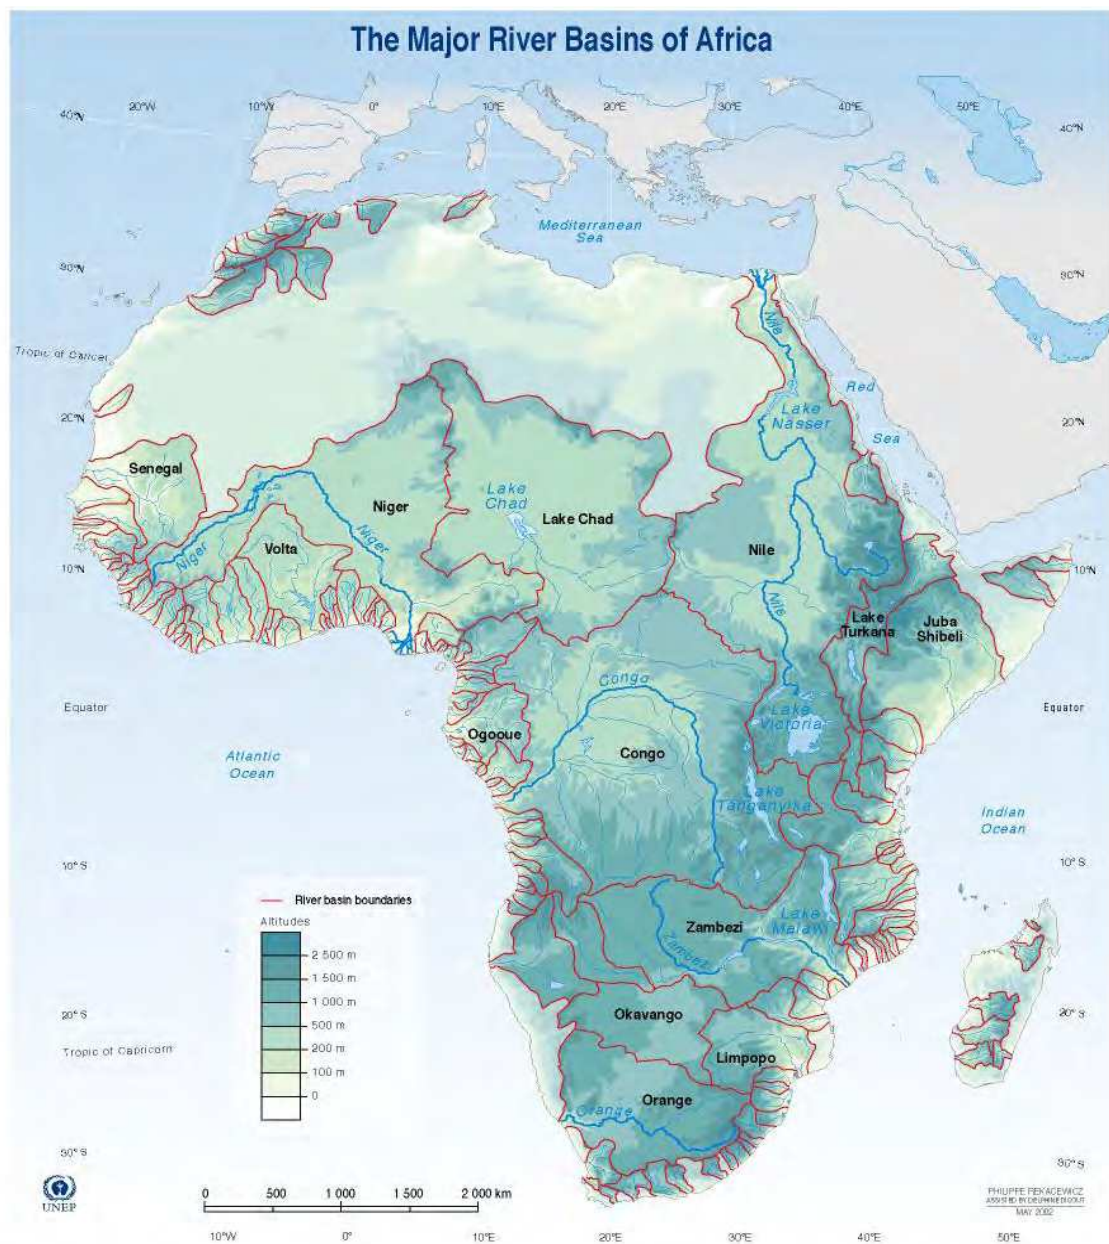 The Major River Basins of Africa
20°W
10°W
0°
10°E
20°E
30°E
40°E
50°E
40°N
40°N
Mediterranean
Sea
30°N
30°N
Nile
Tropic of Cancer
Red
Sea
Lake
Nasser
20°N
20°N
Senegal
Niger
Lake
Chad
Lake Chad
Niger
Volta
Niger
Nile
Nile
10°N
10°N
Lake
Turkana
Juba
Shibeli
Equator
Equator
Congo
Lake
Victoria
Ogooue
Congo
Atlantic
Ocean
Lake
Tanganyika
Indian
Ocean
10° S
10° S
River basin boundaries
Altitudes
2 500 m
1 500 m
1 000 m
500 m
200 m
100 m
0
Zambezi
Lake
Malawi
Zambezi
20° S
20° S
Okavango
Tropic of Capricorn
Limpopo
Orange
Orange
30° S
30° S
UNEP
0
500
1 000
1 500
2 000 km
PHILIPPE REKACEWICZ
ASSISTED BY DELPHINE DIGOUT
MAY 2002
10°W
0°
10°E
20°E
30°E
40°E
50°E